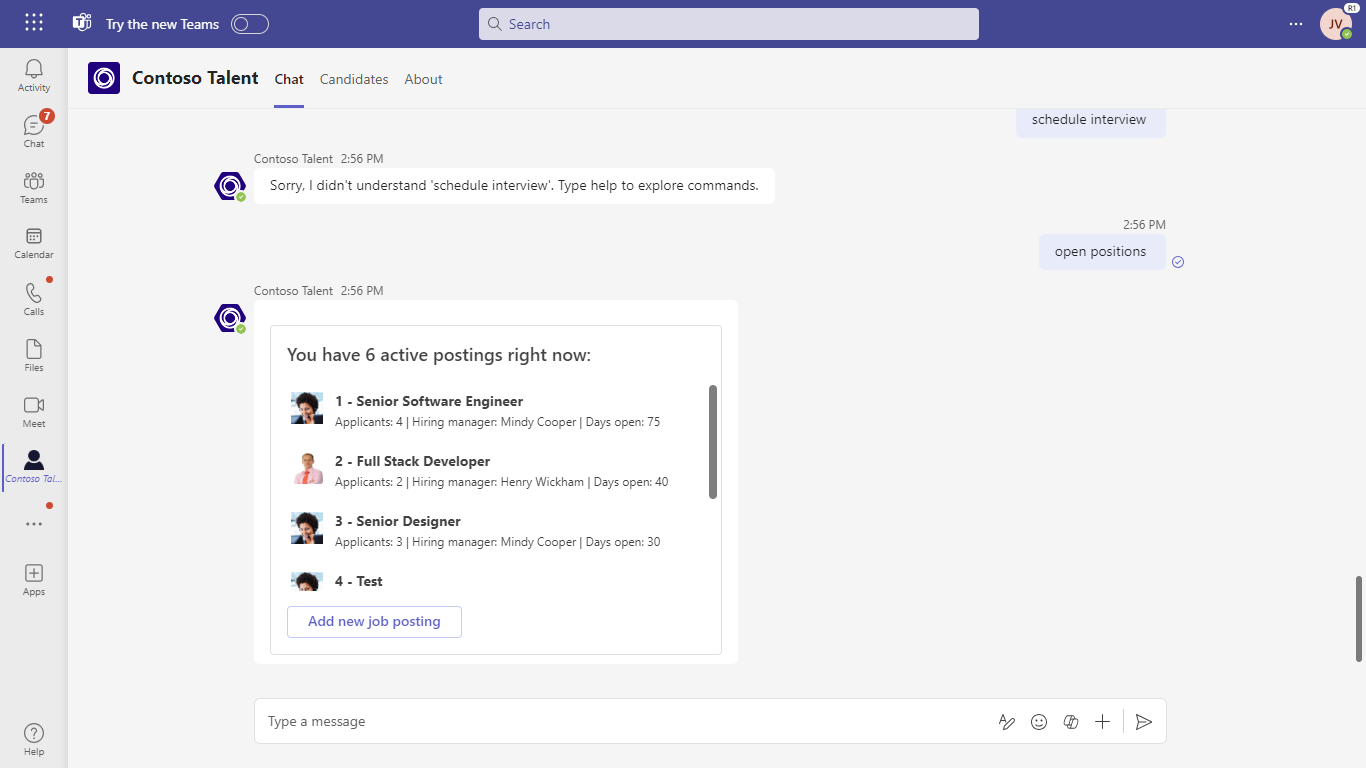 Try the new Teams
Search
R1
JV
Activity
7
Chat
Teams
Calendar
Calls
Files
Meet
Contoso Tal...
Apps
Help
Contoso Talent
Chat
Candidates
About
schedule interview
Contoso Talent 2:56 PM
Sorry, I didn't understand 'schedule interview'. Type help to explore commands.
2:56 PM
open positions
Contoso Talent 2:56 PM
You have 6 active postings right now:
1 - Senior Software Engineer
Applicants: 4 | Hiring manager: Mindy Cooper | Days open: 75
2 - Full Stack Developer
Applicants: 2 | Hiring manager: Henry Wickham | Days open: 40
3 - Senior Designer
Applicants: 3 | Hiring manager: Mindy Cooper | Days open: 30
4 - Test
Add new job posting
Type a message